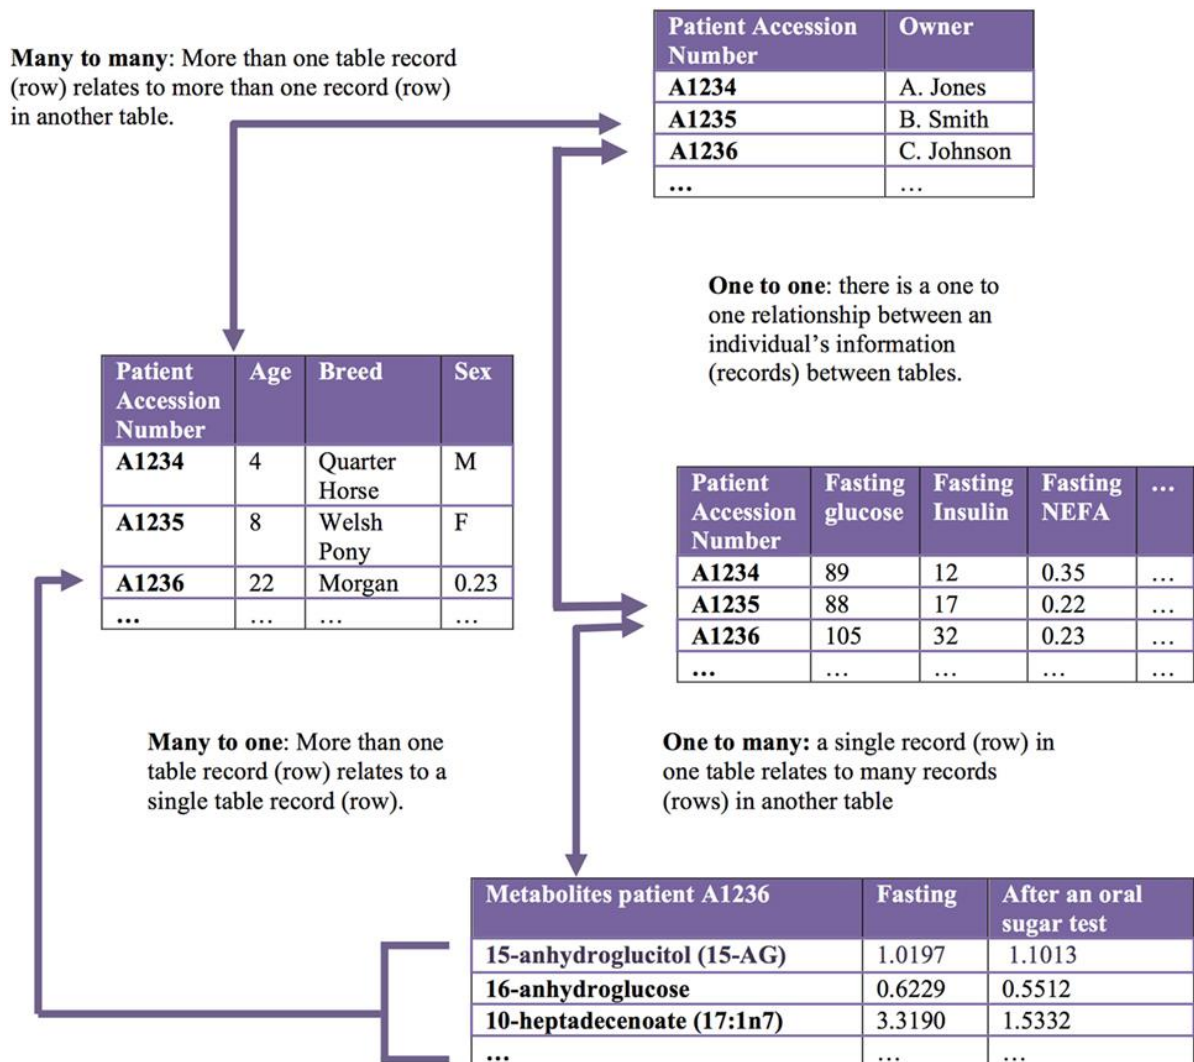 Many to many: More than one table record
(row) relates to more than one record (row)
in another table.
Patient Accession
Number
Owner
A1234 A. Jones
A1235 B. Smith
A1236 C. Johnson
... ...
One to one: there is a one to
one relationship between an
individual's information
(records) between tables.
Patient
Accession
Number
Age
Breed
Sex
A1234 4 Quarter
Horse
M
A1235 8 Welsh
Pony
F
A1236 22 Morgan 0.23
... ... ... ...
Patient
Accession
Number
Fasting
glucose
Fasting
Insulin
Fasting
NEFA
...
A1234 89 12 0.35 ...
A1235 88 17 0.22 ...
A1236 105 32 0.23 ...
... ... ... ... ...
Many to one: More than one
table record (row) relates to a
single table record (row).
One to many: a single record (row) in
one table relates to many records
(rows) in another table
Metabolites patient A1236
Fasting
After an oral
sugar test
15-anhydroglucitol (15-AG) 1.0197 1.1013
16-anhydroglucose 0.6229 0.5512
10-heptadecenoate (17:1n7) 3.3190 1.5332
... ... ...